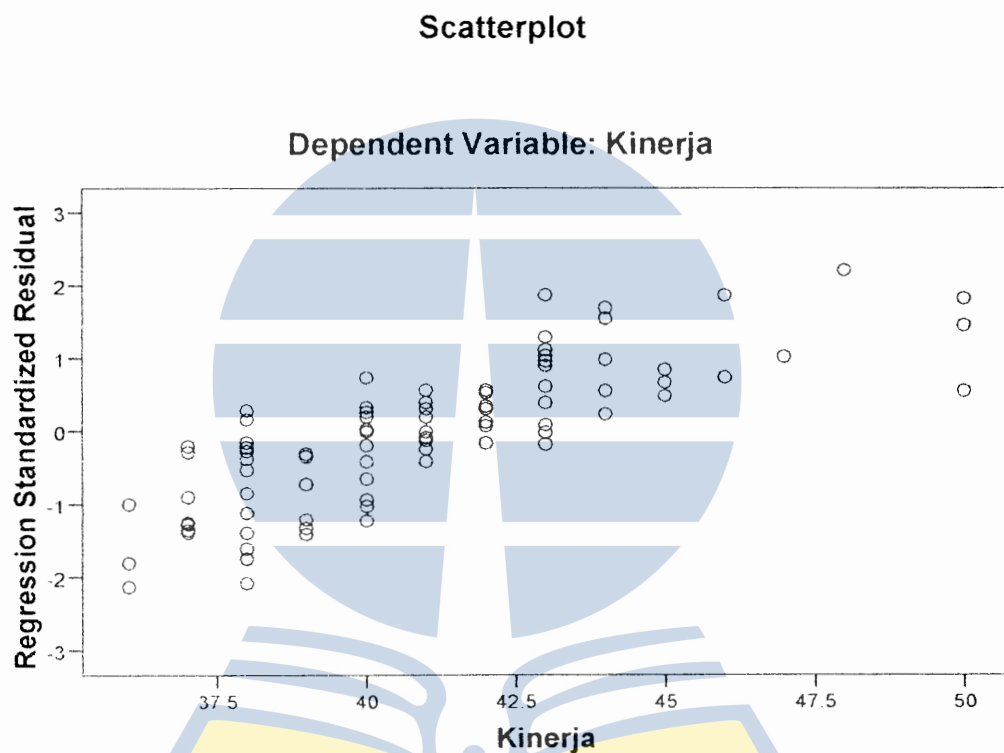 Scatterplot
Dependent Variable: Kinerja
Regression Standardized Residual
3
2
1
0
-1
-2
-3
37.5 40 42.5 45 47.5 50
Kinerja